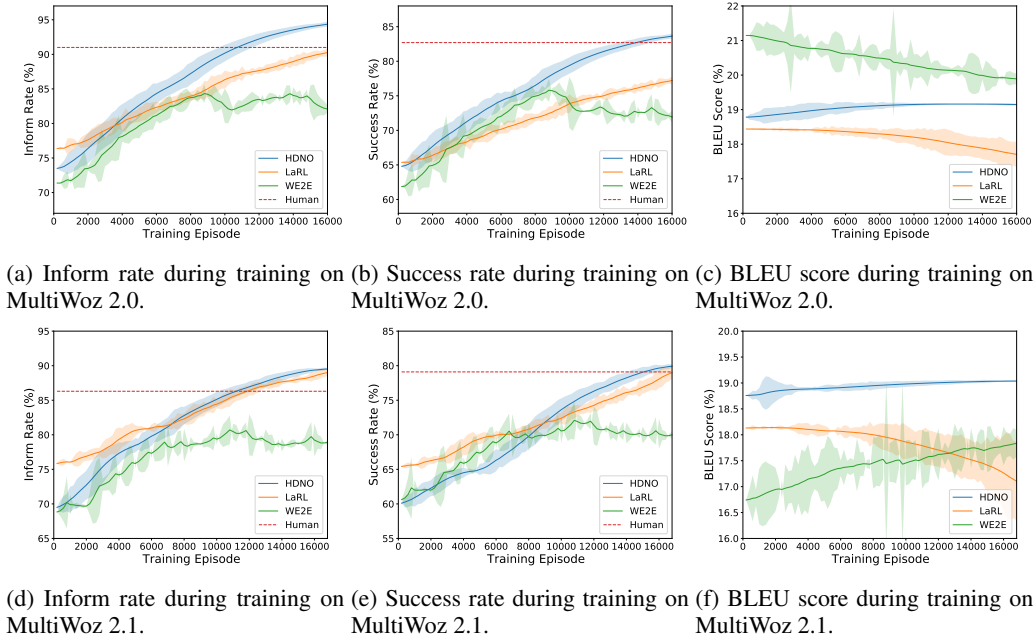 95
90
85
80
75
70
Inform Rate (%)
0 2000 4000 6000 8000 10000 12000 14000 16000
Training Episode
HDNO
LaRL
WE2E
Human
85
80
75
70
65
60
Success Rate (%)
0 2000 4000 6000 8000 10000 12000 14000 16000
Training Episode
HDNO
LaRL
WE2E
Human
22
21
20
19
18
17
16
BLEU Score (%)
0 2000 4000 6000 8000 10000 12000 14000 16000
Training Episode
HDNO
LaRL
WE2E
(a) Inform rate during training on
MultiWoz 2.0.
(b) Success rate during training on
MultiWoz 2.0.
(c) BLEU score during training on
MultiWoz 2.0.
95
90
85
80
75
70
65
Inform Rate (%)
0 2000 4000 6000 8000 10000 12000 14000 16000
Training Episode
HDNO
LaRL
WE2E
Human
85
80
75
70
65
60
55
Success Rate (%)
0 2000 4000 6000 8000 10000 12000 14000 16000
Training Episode
HDNO
LaRL
WE2E
Human
20.0
19.5
19.0
18.5
18.0
17.5
17.0
16.5
16.0
BLEU Score (%)
0 2000 4000 6000 8000 10000 12000 14000 16000
Training Episode
HDNO
LaRL
WE2E
(d) Inform rate during training on
MultiWoz 2.1.
(e) Success rate during training on
MultiWoz 2.1.
(f) BLEU score during training on
MultiWoz 2.1.